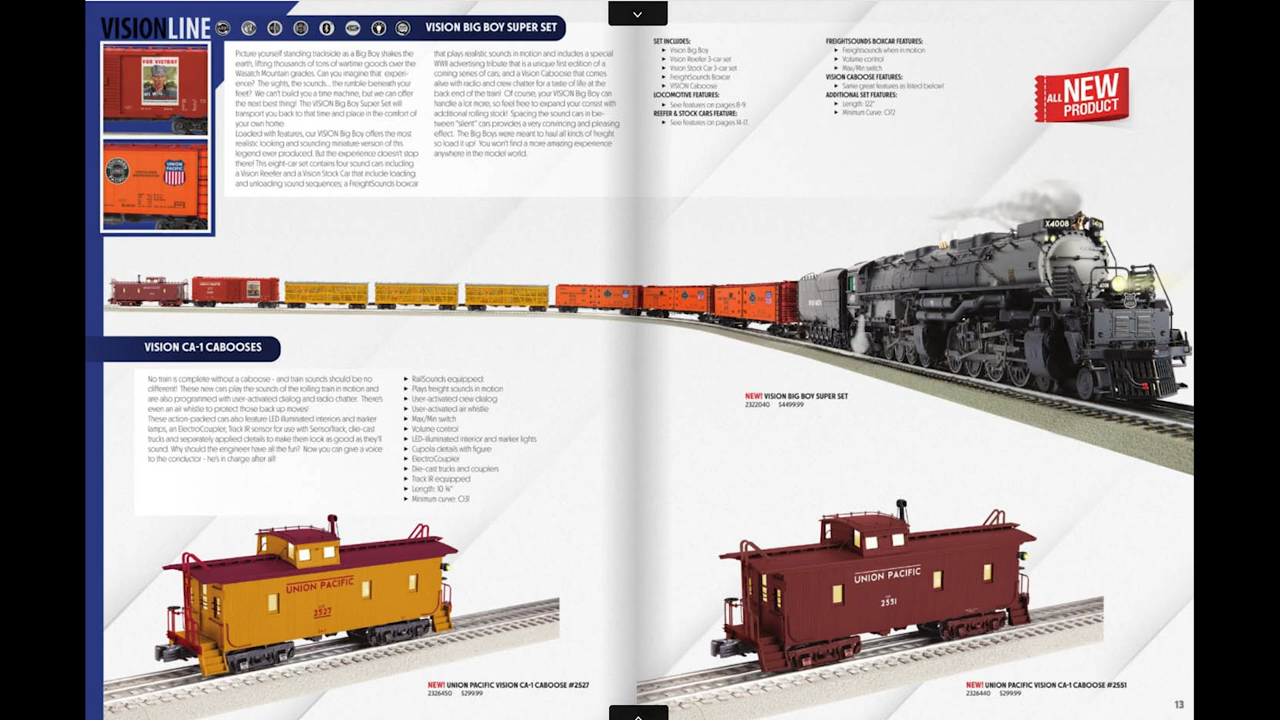 VISIONLINE
VISION BIG BOY SUPER SET
FOR VICTORY
UNION
PACIFIC
Picture yourself standing trackside as a Big Boy shakes the
earth, lifting thousands of tons of wartime goods over the
Wasatch Mountain grades. Can you imagine that experi-
ence? The sights, the sounds... the rumble beneath your
feet? We can't build you a time machine, but we can offer
the next best thing! The VISION Big Boy Super Set will
transport you back to that time and place in the comfort of
your own home.
Loaded with features, our VISION Big Boy offers the most
realistic looking and sounding miniature version of this
legend ever produced. But the experience doesn't stop
there! This eight-car set contains four sound cars including
a Vision Reefer and a Vision Stock Car that include loading
and unloading sound sequences; a FreightSounds boxcar
that plays realistic sounds in motion and includes a special
WWII advertising tribute that is a unique first edition of a
coming series of cars; and a Vision Caboose that comes
alive with radio and crew chatter for a taste of life at the
back end of the train! Of course, your VISION Big Boy can
handle a lot more, so feel free to expand your consist with
additional rolling stock! Spacing the sound cars in be-
tween "silent" cars provides a very convincing and pleasing
effect. The Big Boys were meant to haul all kinds of freight
so load it up! You won't find a more amazing experience
anywhere in the model world.
SET INCLUDES:
► Vision Big Boy
► Vision Reefer 3-car set
► Vision Stock Car 3-car set
► FreightSounds Boxcar
► VISION Caboose
LOCOMOTIVE FEATURES:
► See features on pages 8-9.
REEFER & STOCK CARS FEATURE:
► See features on pages 14-17.
FREIGHTSOUNDS BOXCAR FEATURES:
► Freightsounds when in motion
► Volume control
► Max/Min switch
VISION CABOOSE FEATURES:
► Same great features as listed below!
ADDITIONAL SET FEATURES:
► Length: 122"
► Minimum Curve: O72
ALL NEW
PRODUCT
X4008
NEW! VISION BIG BOY SUPER SET
2322040 $4499.99
VISION CA-1 CABOOSES
No train is complete without a caboose - and train sounds should be no
different! These new cars play the sounds of the rolling train in motion and
are also programmed with user-activated dialog and radio chatter. There's
even an air whistle to protect those back up moves!
These action-packed cars also feature LED illuminated interiors and marker
lamps, an ElectroCoupler, Track IR sensor for use with SensorTrack, die-cast
trucks and separately applied details to make them look as good as they'll
sound. Why should the engineer have all the fun? Now you can give a voice
to the conductor - he's in charge after all!
► RailSounds equipped:
► Plays freight sounds in motion
► User-activated crew dialog
► User-activated air whistle
► Max/Min switch
► Volume control
► LED-illuminated interior and marker lights
► Cupola details with figure
► ElectroCoupler
► Die-cast trucks and couplers
► Track IR equipped
► Length: 10 ¾"
► Minimum curve: O31
UNION PACIFIC
2527
UNION PACIFIC
2551
NEW! UNION PACIFIC VISION CA-1 CABOOSE #2527
2326450 $299.99
NEW! UNION PACIFIC VISION CA-1 CABOOSE #2551
2326440 $299.99
13